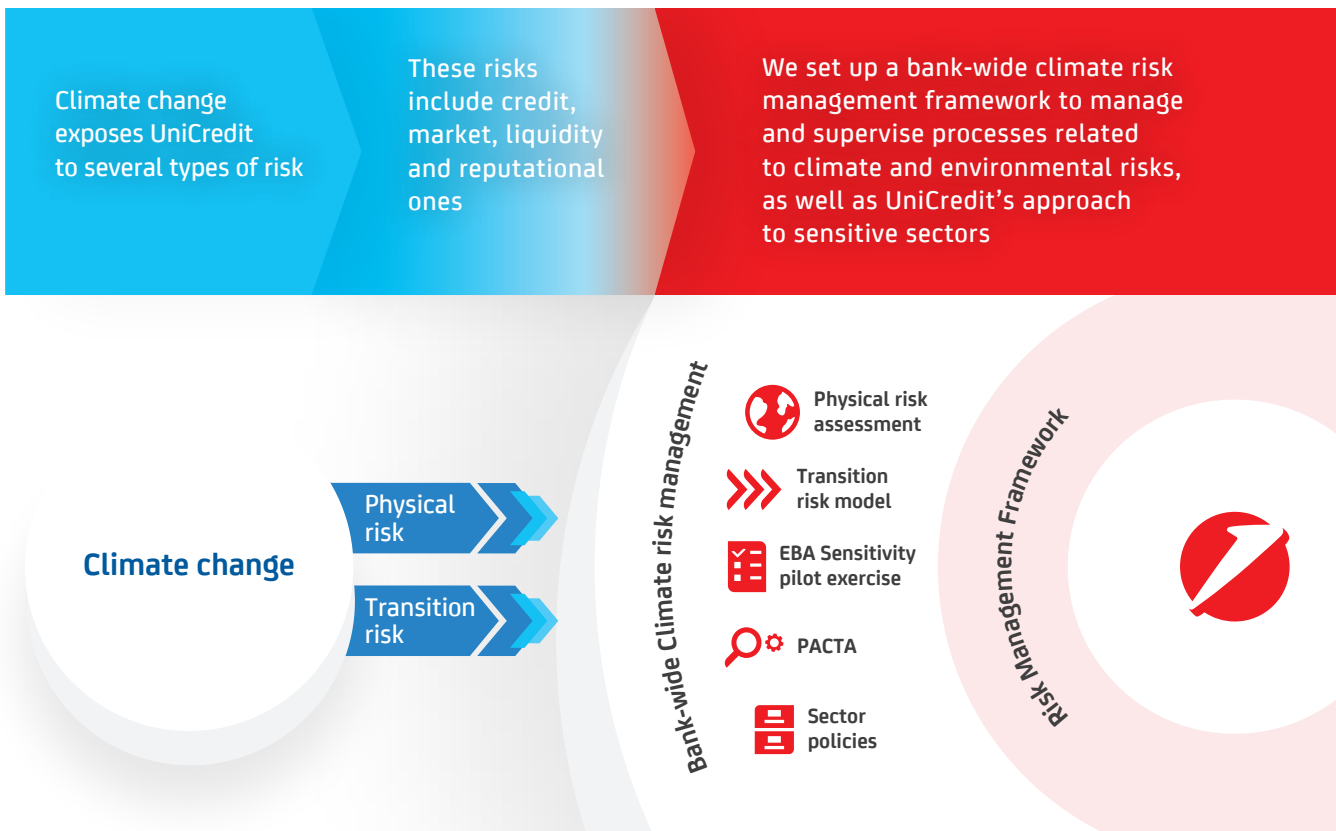 Climate change
exposes UniCredit
to several types of risk
These risks
include credit,
market, liquidity
and reputational
ones
We set up a bank-wide climate risk
management framework to manage
and supervise processes related
to climate and environmental risks,
as well as UniCredit’s approach
to sensitive sectors
Climate change
Physical
risk
Transition
risk
Bank-wide Climate risk management
Physical risk
assessment
Transition
risk model
EBA Sensitivity
pilot exercise
PACTA
Sector
policies
Risk Management Framework